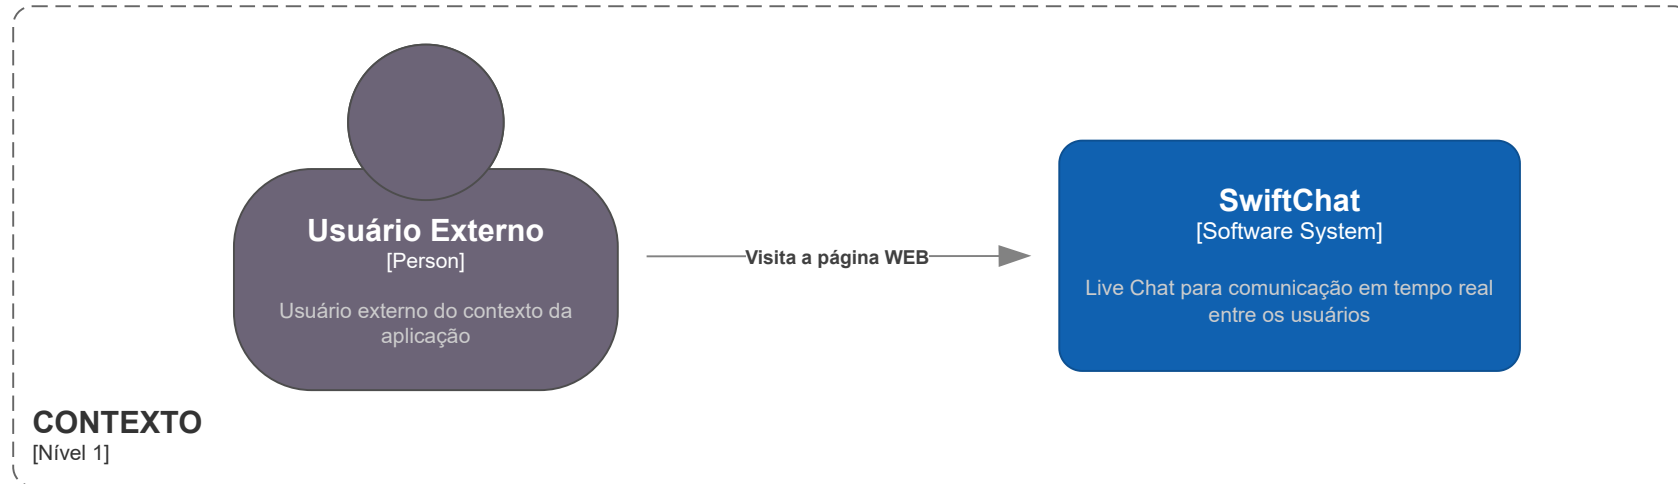 Usuário Externo
[Person]
Usuário externo do contexto da
aplicação
Visita a página WEB
SwiftChat
[Software System]
Live Chat para comunicação em tempo real
entre os usuários
CONTEXTO
[Nível 1]